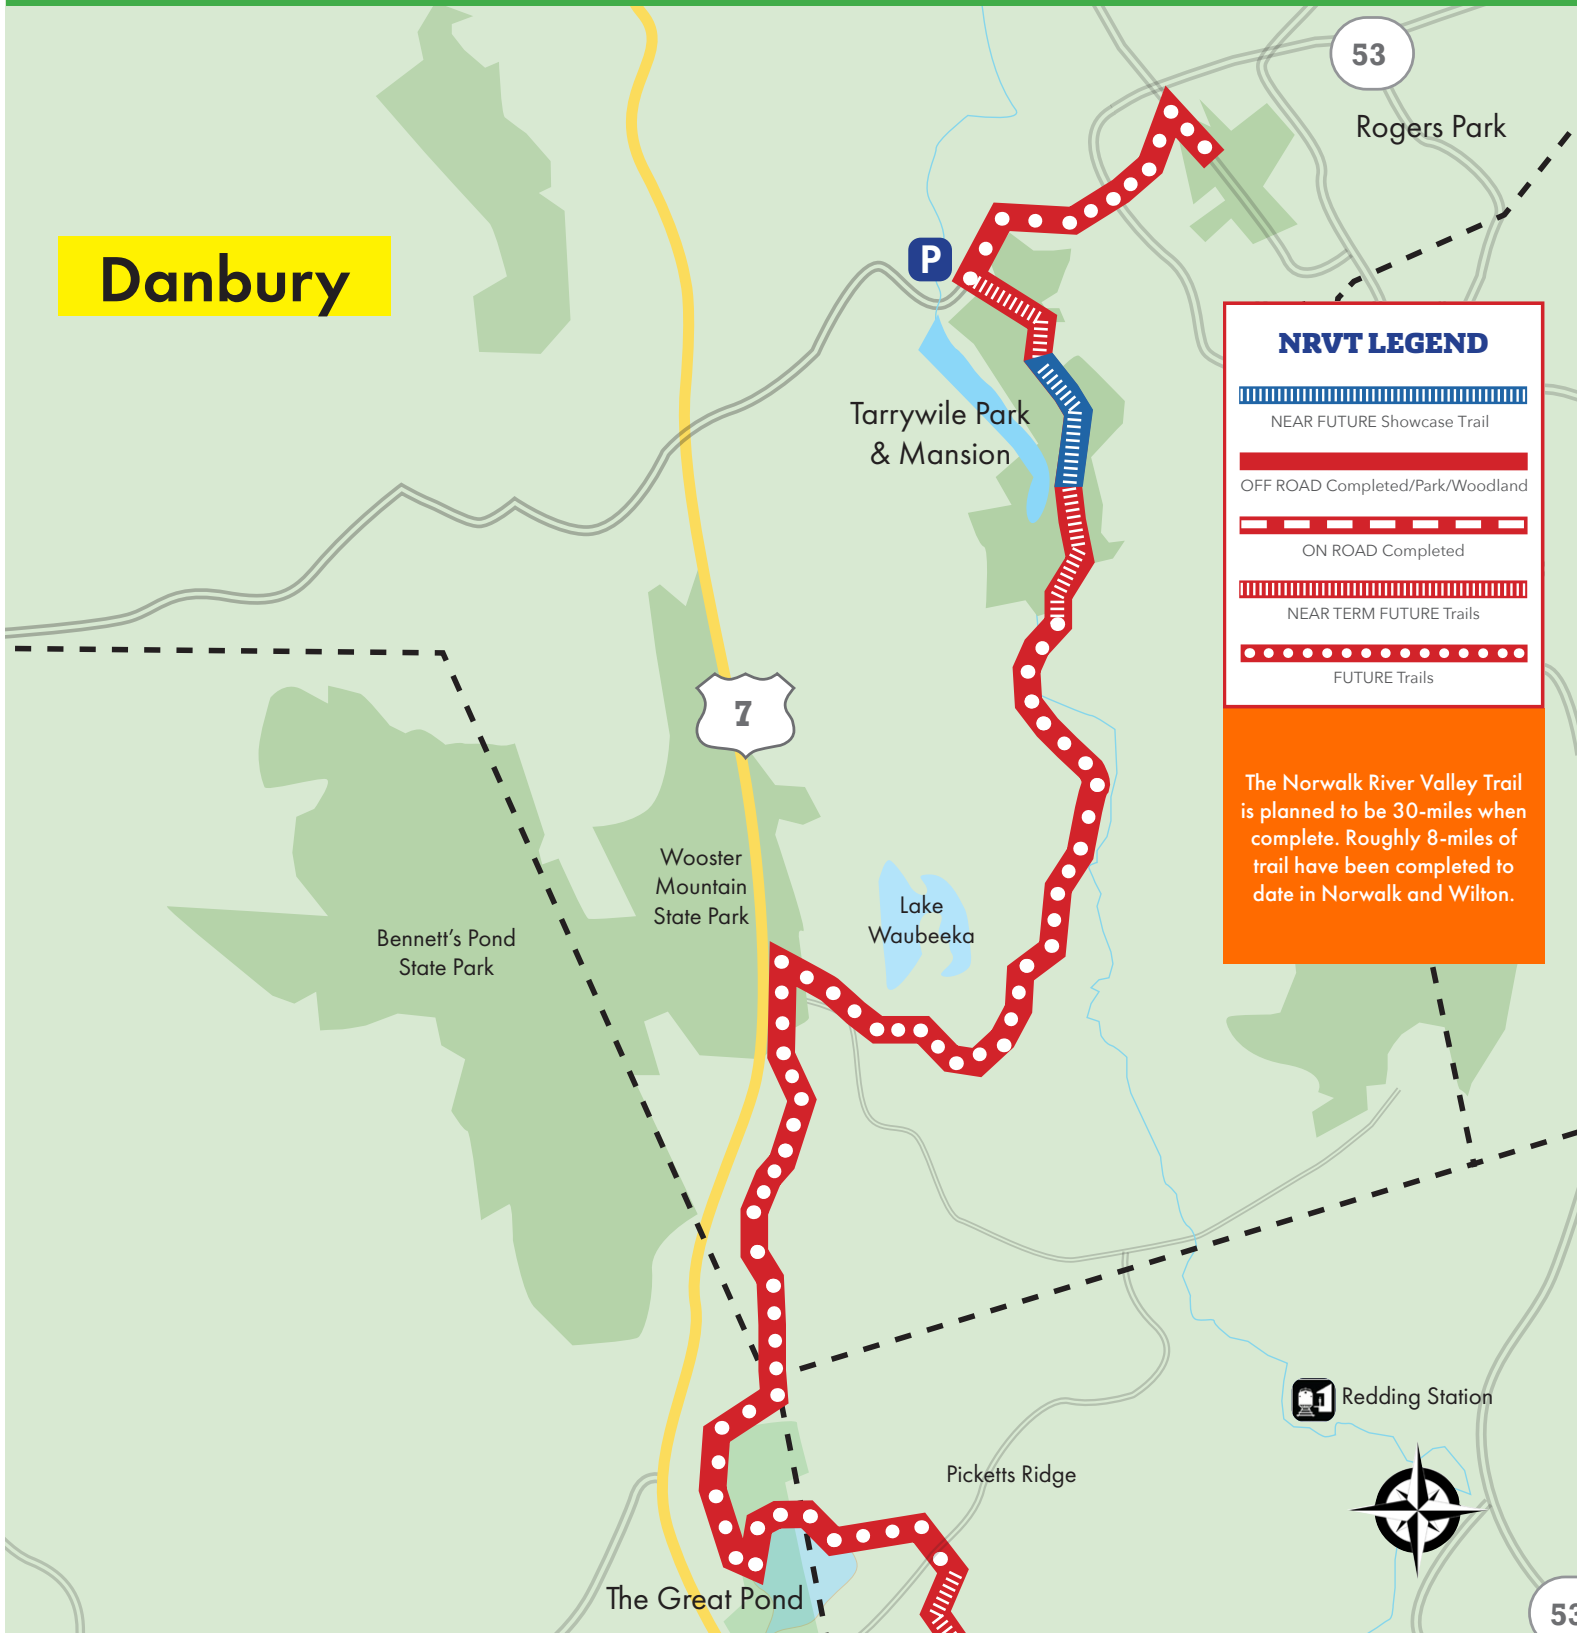 53
Rogers Park
Danbury
P
NRVT LEGEND
NEAR FUTURE Showcase Trail
OFF ROAD Completed/Park/Woodland
ON ROAD Completed
NEAR TERM FUTURE Trails
FUTURE Trails
Tarrywile Park
& Mansion
7
The Norwalk River Valley Trail
is planned to be 30-miles when
complete. Roughly 8-miles of
trail have been completed to
date in Norwalk and Wilton.
Wooster
Mountain
State Park
Lake
Waubeeka
Bennett’s Pond
State Park
Redding Station
Picketts Ridge
The Great Pond
53